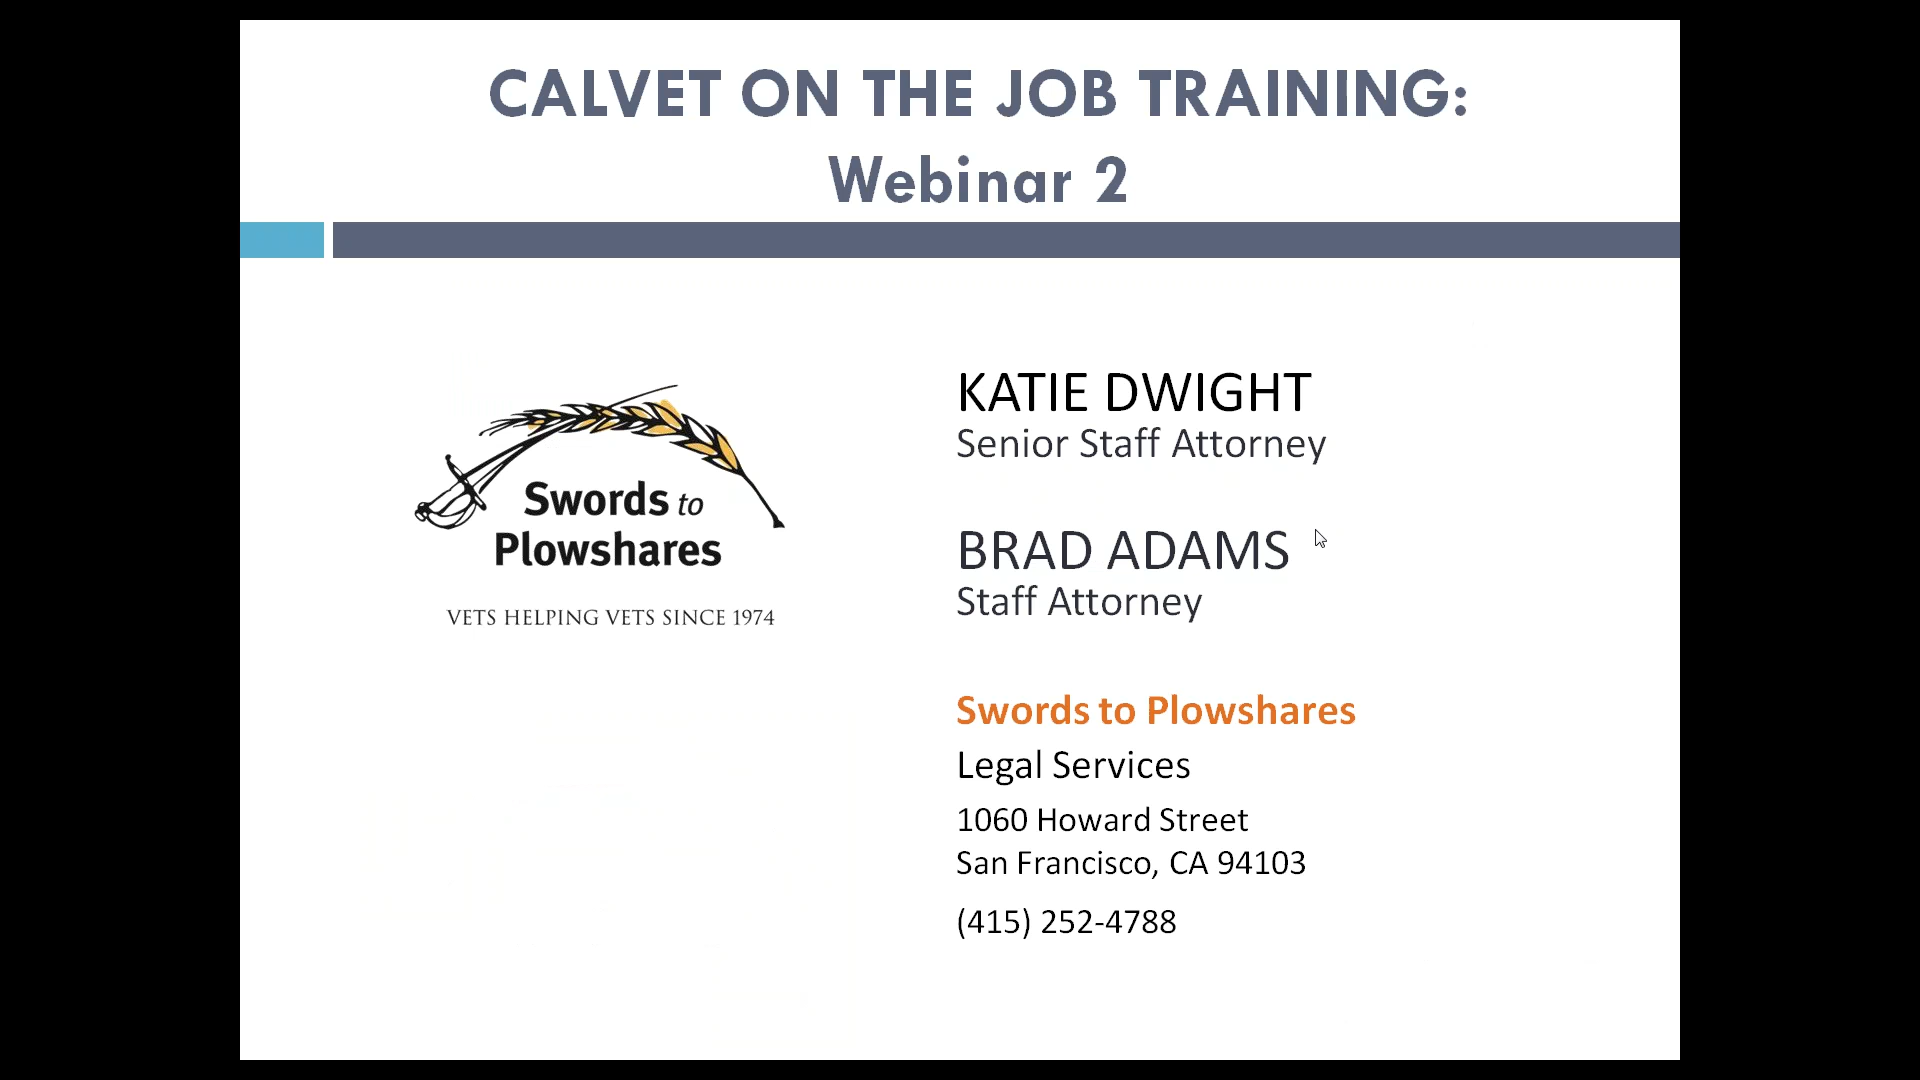 CALVET ON THE JOB TRAINING:
Webinar 2
Swords to
Plowshares
VETS HELPING VETS SINCE 1974
KATIE DWIGHT
Senior Staff Attorney
BRAD ADAMS
Staff Attorney
Swords to Plowshares
Legal Services
1060 Howard Street
San Francisco, CA 94103
(415) 252-4788